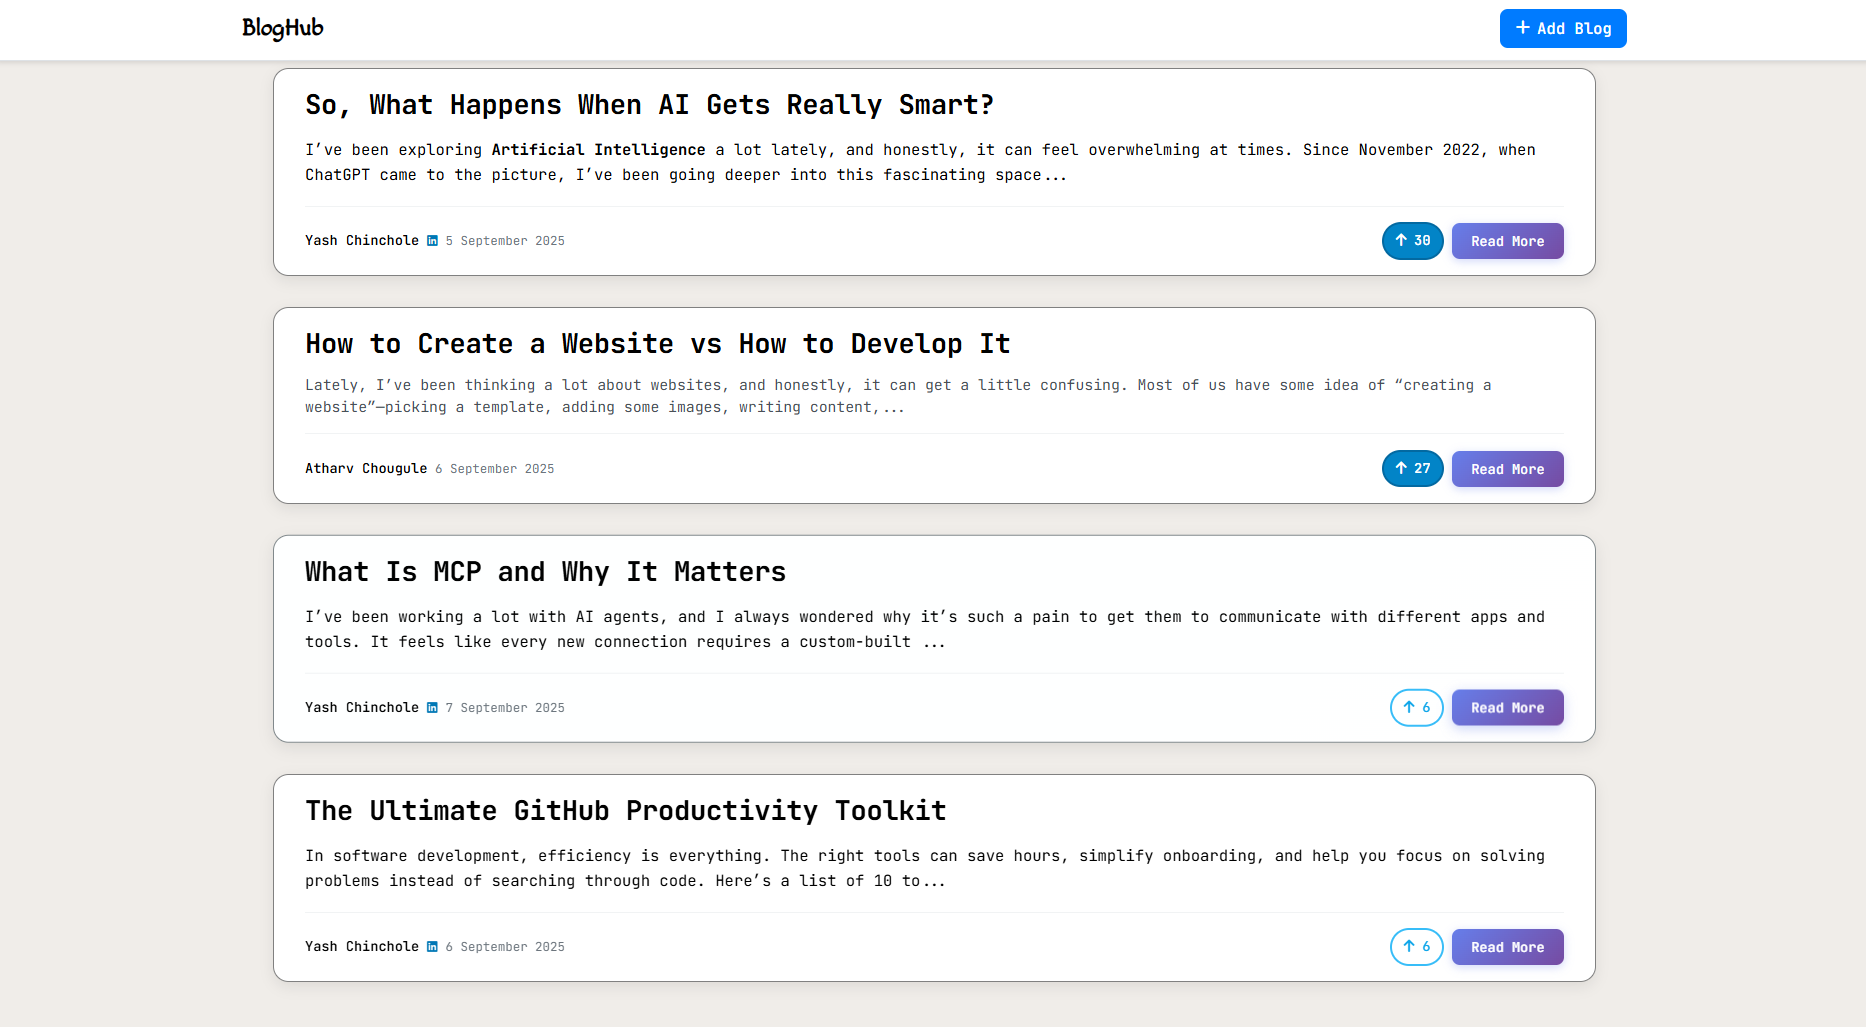 BlogHub
+ Add Blog
So, What Happens When AI Gets Really Smart?
I’ve been exploring Artificial Intelligence a lot lately, and honestly, it can feel overwhelming at times. Since November 2022, when
ChatGPT came to the picture, I’ve been going deeper into this fascinating space...
Yash Chinchole in 5 September 2025
↑ 30
Read More
How to Create a Website vs How to Develop It
Lately, I’ve been thinking a lot about websites, and honestly, it can get a little confusing. Most of us have some idea of “creating a
website”—picking a template, adding some images, writing content,...
Atharv Chougule 6 September 2025
↑ 27
Read More
What Is MCP and Why It Matters
I’ve been working a lot with AI agents, and I always wondered why it’s such a pain to get them to communicate with different apps and
tools. It feels like every new connection requires a custom-built ...
Yash Chinchole in 7 September 2025
↑ 6
Read More
The Ultimate GitHub Productivity Toolkit
In software development, efficiency is everything. The right tools can save hours, simplify onboarding, and help you focus on solving
problems instead of searching through code. Here’s a list of 10 to...
Yash Chinchole in 6 September 2025
↑ 6
Read More